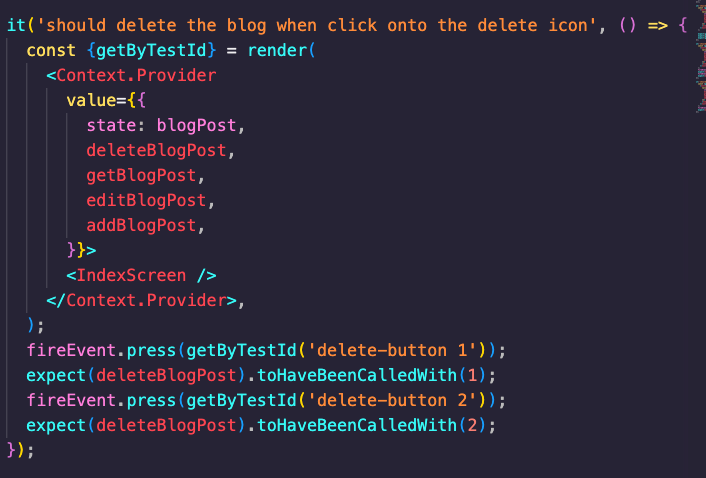 it('should delete the blog when click onto the delete icon', () => {
const {getByTestId} = render(
<Context.Provider
value={{
state: blogPost,
deleteBlogPost,
getBlogPost,
editBlogPost,
addBlogPost,
}}>
<IndexScreen />
</Context.Provider>,
);
fireEvent.press(getByTestId('delete-button 1'));
expect(deleteBlogPost).toHaveBeenCalledWith(1);
fireEvent.press(getByTestId('delete-button 2'));
expect(deleteBlogPost).toHaveBeenCalledWith(2);
});